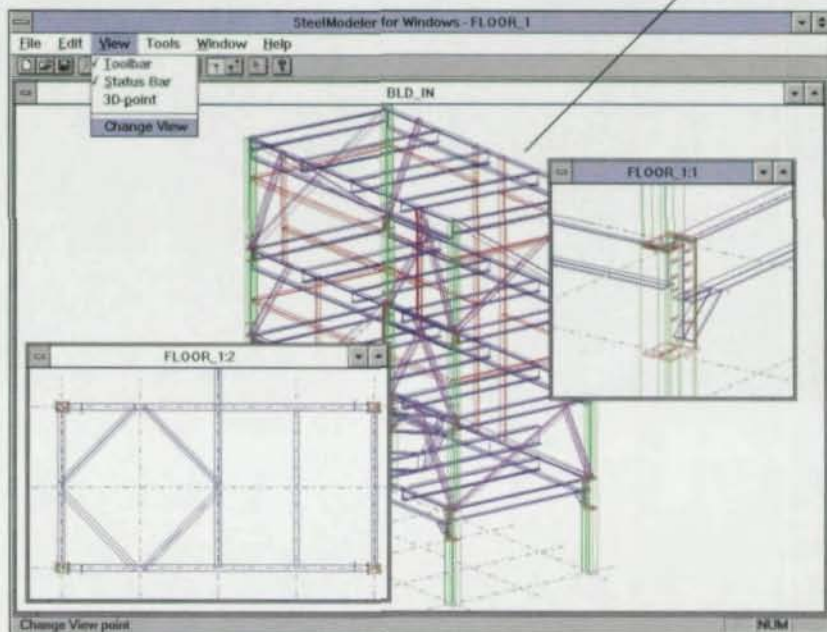 SteelModeler for Windows - FLOOR_1
File Edit View Tools Window Help
✓ Toolbar
✓ Status Bar
3D-point
Change View
BLD_IN
FLOOR_1:1
FLOOR_1:2
Change View point
NUM